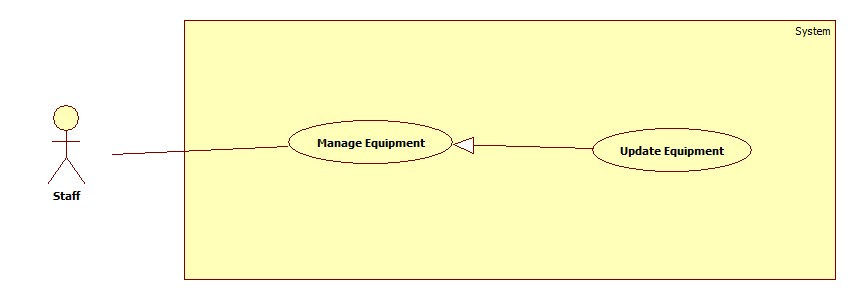 System
Manage Equipment
Update Equipment
Staff